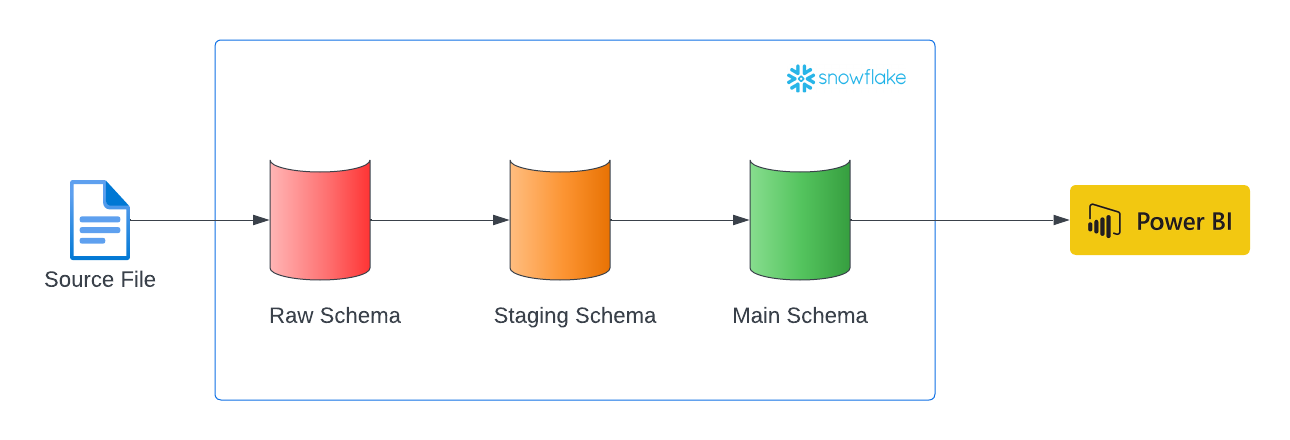 snowflake
Source File
Raw Schema
Staging Schema
Main Schema
Power BI